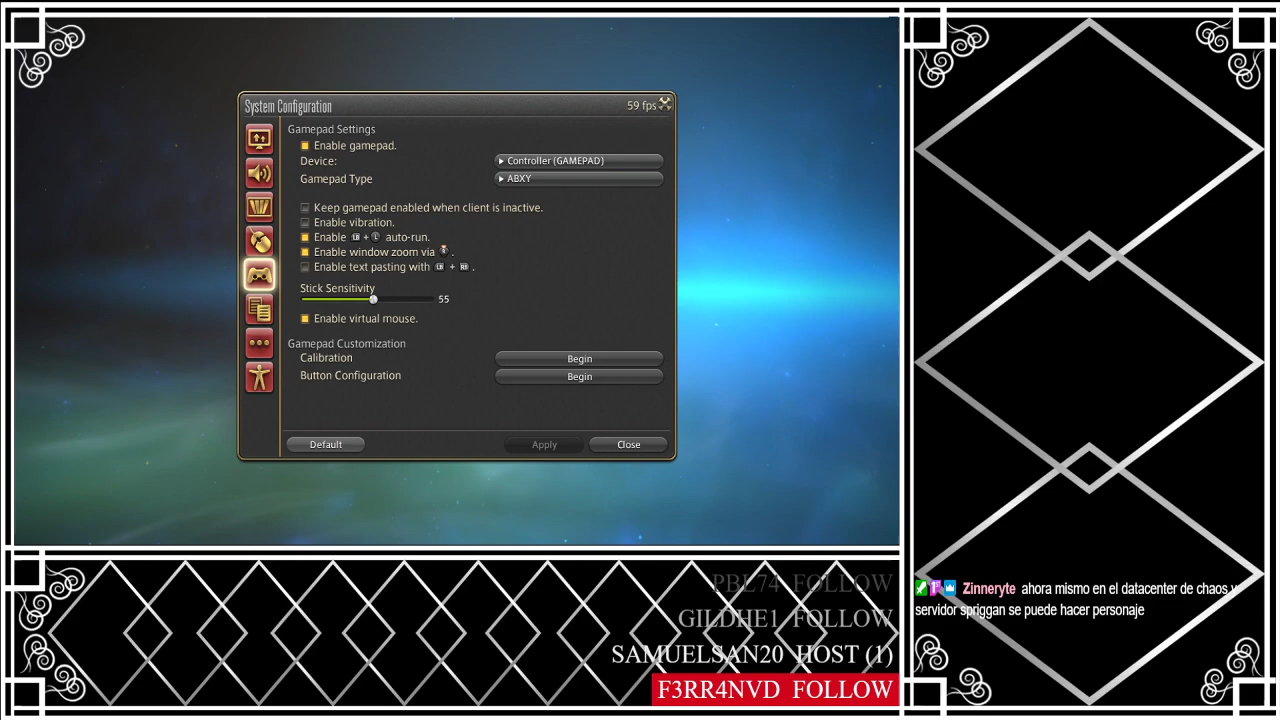 System Configuration
59 fps
Gamepad Settings
Enable gamepad.
Device:
Controller (GAMEPAD)
Gamepad Type
ABXY
Keep gamepad enabled when client is inactive.
Enable vibration.
Enable LB + L auto-run.
Enable window zoom via .
Enable text pasting with LB + RB .
Stick Sensitivity
55
Enable virtual mouse.
Gamepad Customization
Calibration
Begin
Button Configuration
Begin
Default
Apply
Close
PBL74 FOLLOW
GILDHE1 FOLLOW
SAMUELSAN20 HOST (1)
F3RR4NVD FOLLOW
Zinneryte ahora mismo en el datacenter de chaos y
servidor spriggan se puede hacer personaje